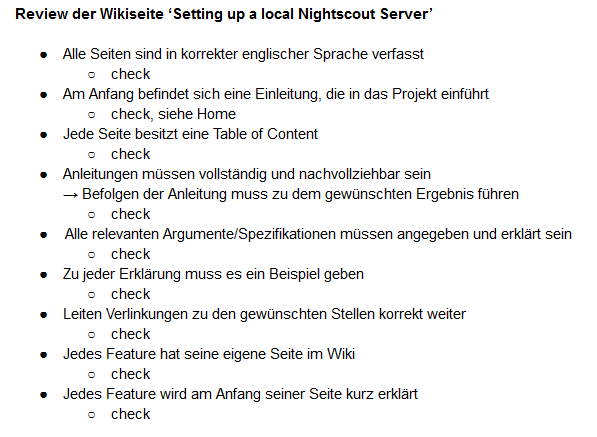 Review der Wikiseite ‘Setting up a local Nightscout Server’
● Alle Seiten sind in korrekter englischer Sprache verfasst
○ check
● Am Anfang befindet sich eine Einleitung, die in das Projekt einführt
○ check, siehe Home
● Jede Seite besitzt eine Table of Content
○ check
● Anleitungen müssen vollständig und nachvollziehbar sein
→ Befolgen der Anleitung muss zu dem gewünschten Ergebnis führen
○ check
● Alle relevanten Argumente/Spezifikationen müssen angegeben und erklärt sein
○ check
● Zu jeder Erklärung muss es ein Beispiel geben
○ check
● Leiten Verlinkungen zu den gewünschten Stellen korrekt weiter
○ check
● Jedes Feature hat seine eigene Seite im Wiki
○ check
● Jedes Feature wird am Anfang seiner Seite kurz erklärt
○ check